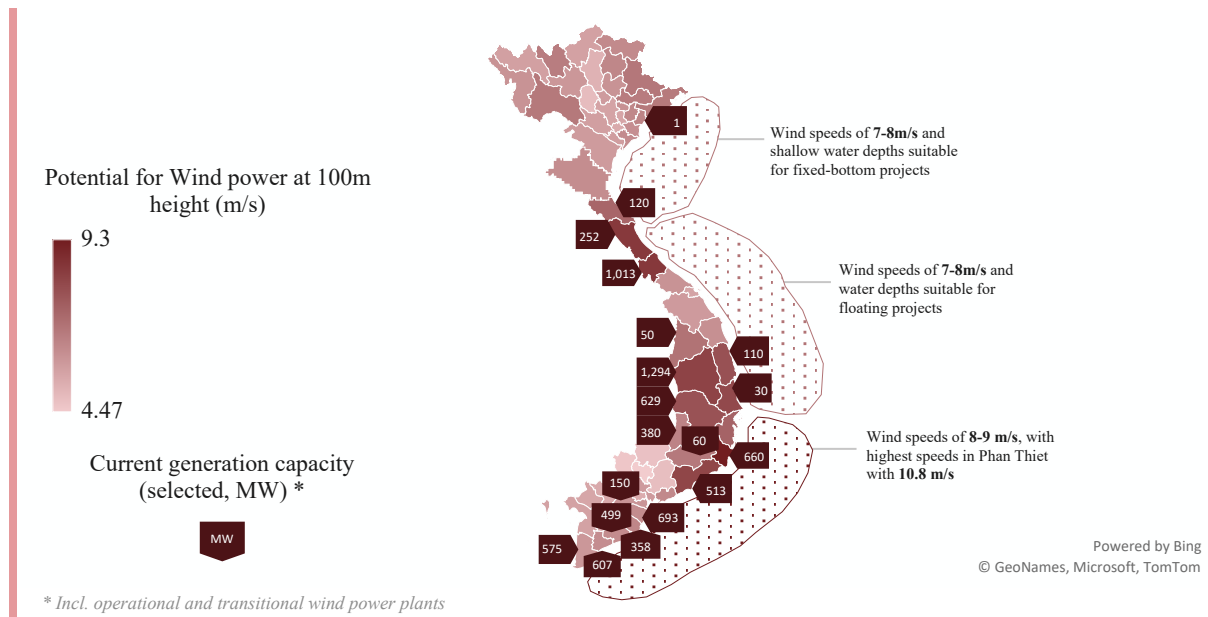 Potential for Wind power at 100m
height (m/s)
9.3
4.47
Current generation capacity
(selected, MW) *
MW
* Incl. operational and transitional wind power plants
1
120
252
1,013
50
110
1,294
30
629
380
60
660
150
513
499
693
575
358
607
Wind speeds of 7-8m/s and
shallow water depths suitable
for fixed-bottom projects
Wind speeds of 7-8m/s and
water depths suitable for
floating projects
Wind speeds of 8-9 m/s, with
highest speeds in Phan Thiet
with 10.8 m/s
Powered by Bing
© GeoNames, Microsoft, TomTom